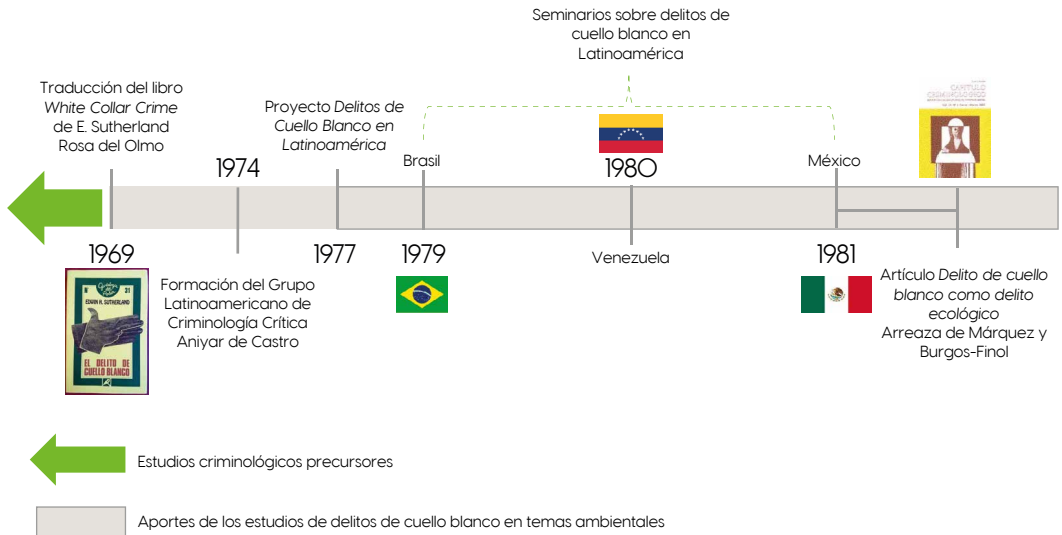 Seminarios sobre delitos de
cuello blanco en
Latinoamérica
Traducción del libro
White Collar Crime
de E. Sutherland
Rosa del Olmo
Proyecto Delitos de
Cuello Blanco en
Latinoamérica
CAPITULO
CRIMINOLOGICO
1974
Brasil
1980
México
1969
1977
1979
Venezuela
1981
Nº 31
EDWIN H. SUTHERLAND
EL DELITO DE
CUELLO BLANCO
Formación del Grupo
Latinoamericano de
Criminología Crítica
Aniyar de Castro
Artículo Delito de cuello
blanco como delito
ecológico
Arreaza de Márquez y
Burgos-Finol
Estudios criminológicos precursores
Aportes de los estudios de delitos de cuello blanco en temas ambientales